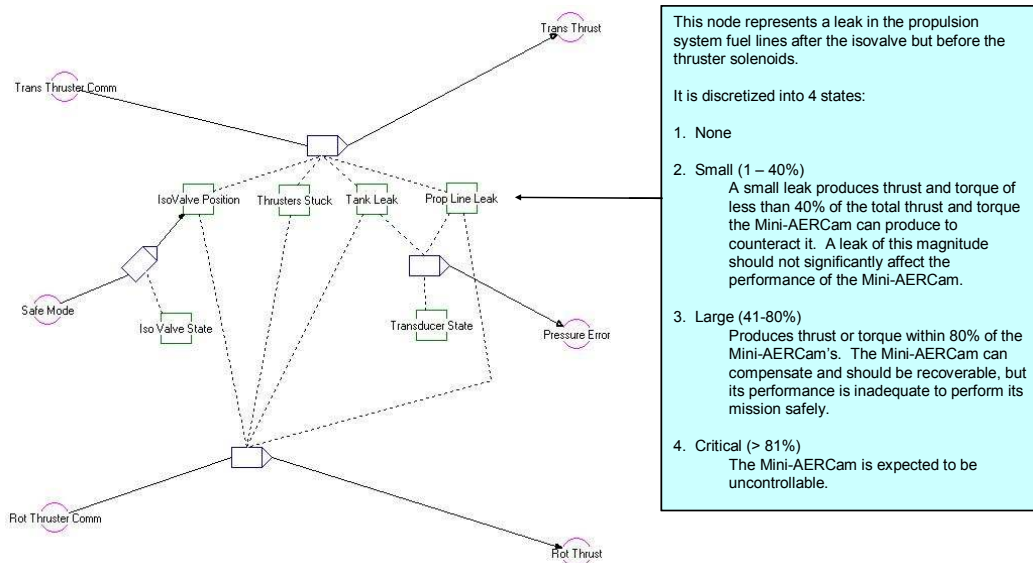 Trans Thrust
Trans Thruster Comm
IsoValve Position
Thrusters Stuck
Tank Leak
Prop Line Leak
Safe Mode
Iso Valve State
Transducer State
Pressure Error
Rot Thruster Comm
Rot Thrust
This node represents a leak in the propulsion
system fuel lines after the isovalve but before the
thruster solenoids.
It is discretized into 4 states:
1. None
2. Small (1 – 40%)
A small leak produces thrust and torque of
less than 40% of the total thrust and torque
the Mini-AERCam can produce to
counteract it. A leak of this magnitude
should not significantly affect the
performance of the Mini-AERCam.
3. Large (41-80%)
Produces thrust or torque within 80% of the
Mini-AERCam's. The Mini-AERCam can
compensate and should be recoverable, but
its performance is inadequate to perform its
mission safely.
4. Critical (> 81%)
The Mini-AERCam is expected to be
uncontrollable.